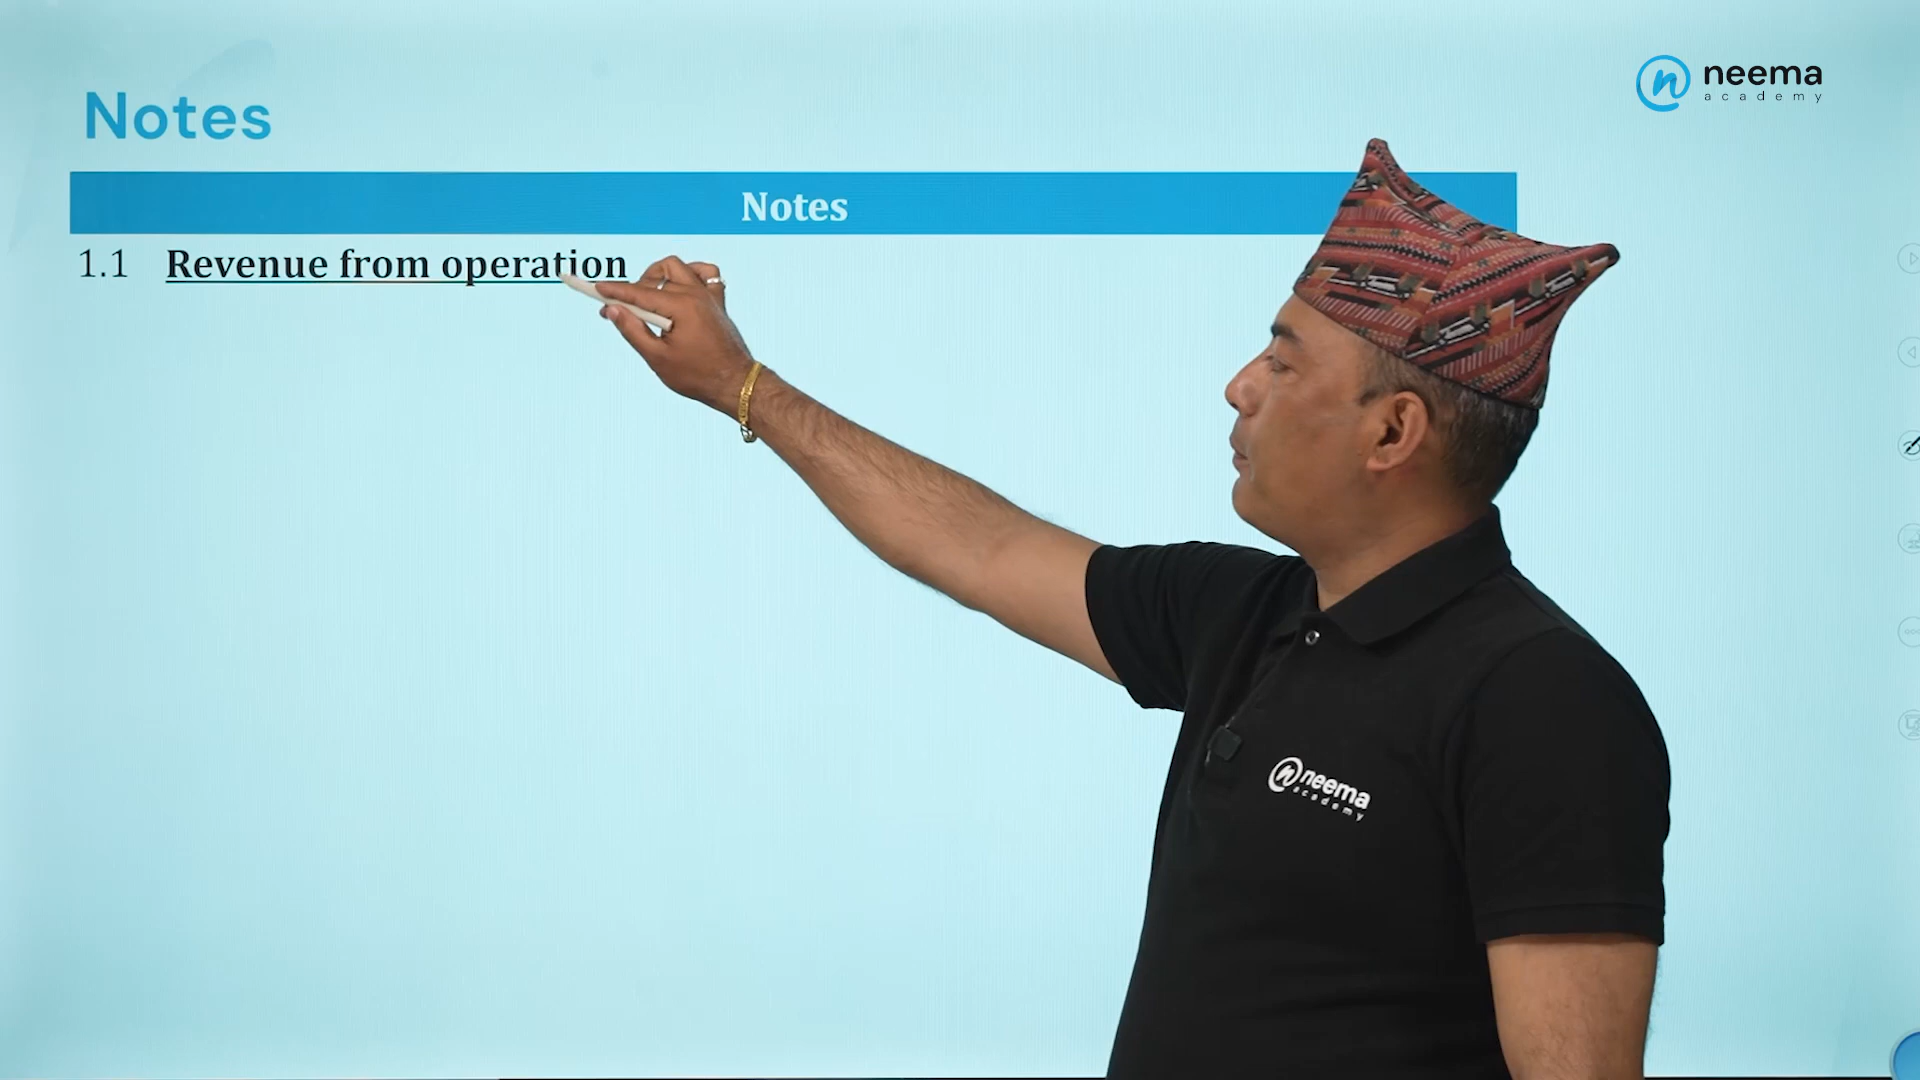 neema
academy
Notes
Notes
1.1 Revenue from operation
neema
academy